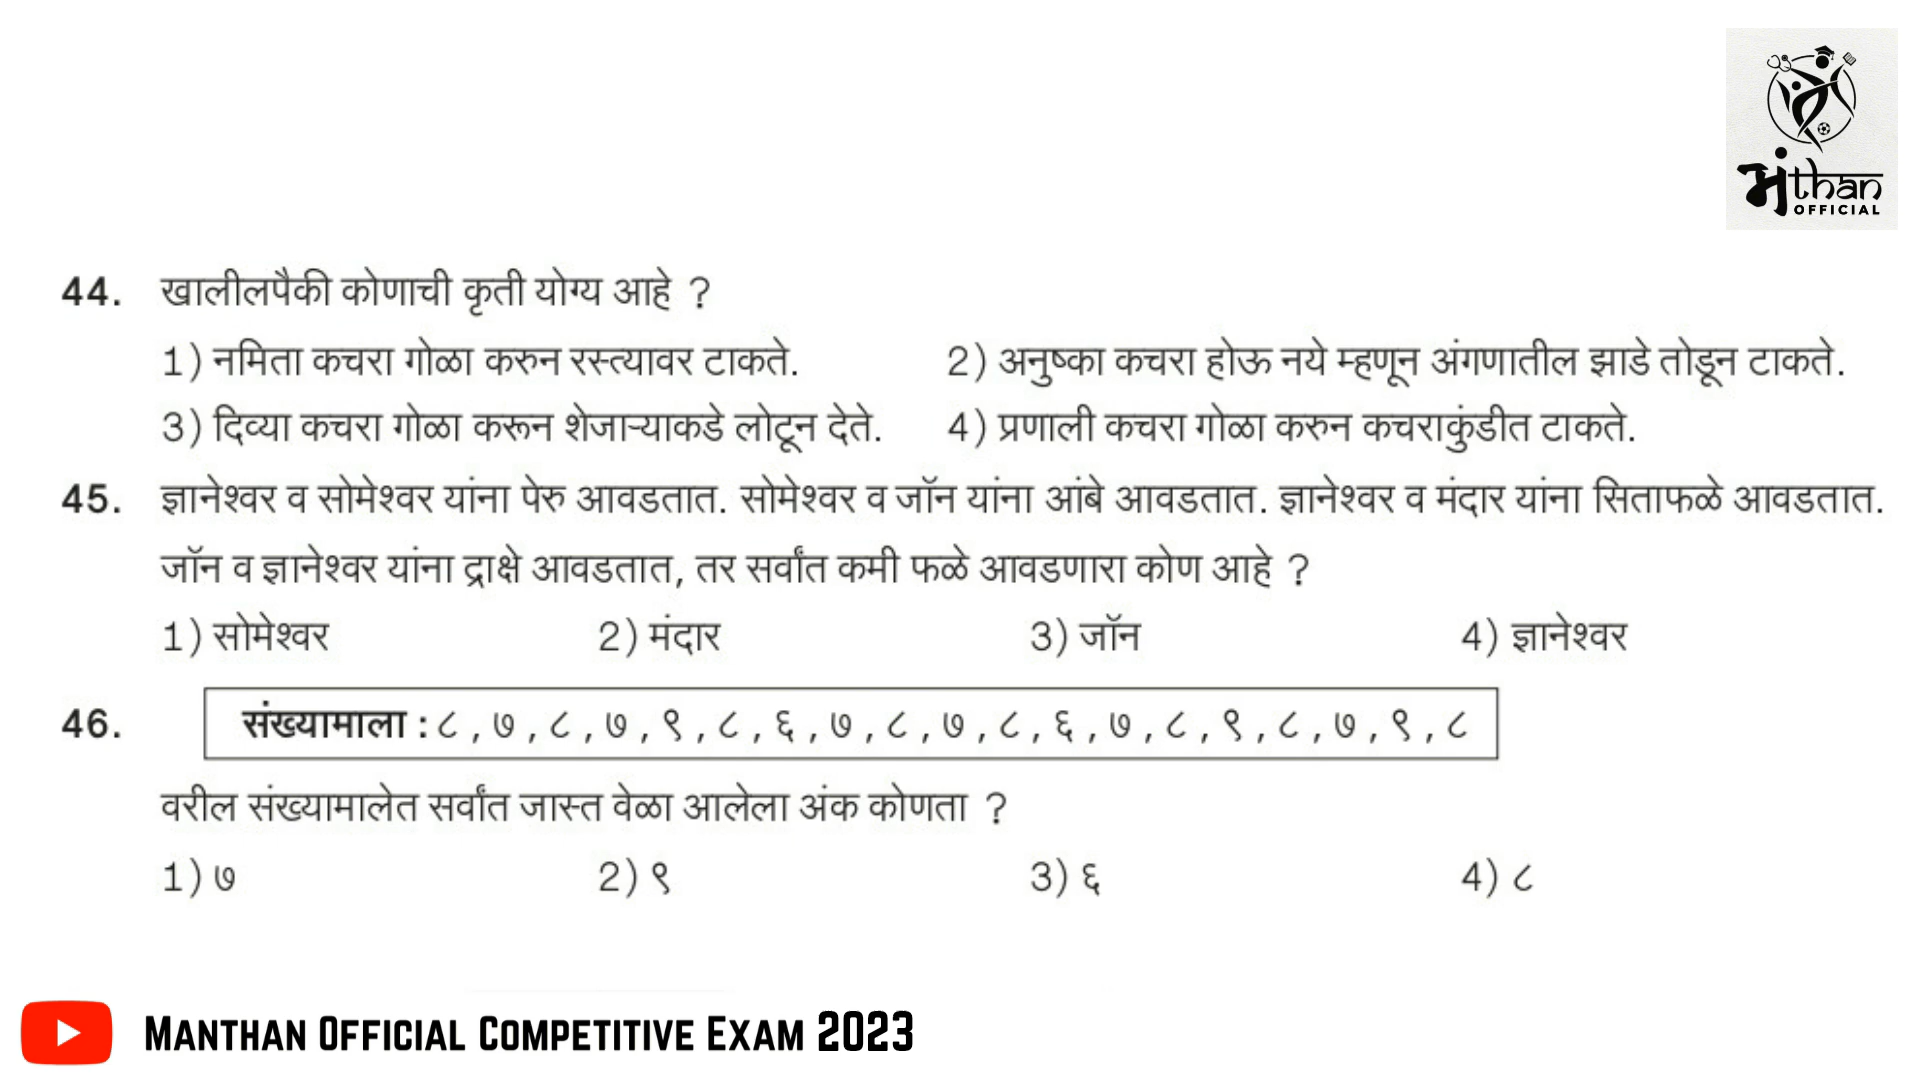 मंthan
OFFICIAL
44. खालीलपैकी कोणाची कृती योग्य आहे ?
1) नमिता कचरा गोळा करुन रस्त्यावर टाकते. 2) अनुष्का कचरा होऊ नये म्हणून अंगणातील झाडे तोडून टाकते.
3) दिव्या कचरा गोळा करून शेजाऱ्याकडे लोटून देते. 4) प्रणाली कचरा गोळा करुन कचराकुंडीत टाकते.
45. ज्ञानेश्वर व सोमेश्वर यांना पेरु आवडतात. सोमेश्वर व जॉन यांना आंबे आवडतात. ज्ञानेश्वर व मंदार यांना सिताफळे आवडतात.
जॉन व ज्ञानेश्वर यांना द्राक्षे आवडतात, तर सर्वांत कमी फळे आवडणारा कोण आहे ?
1) सोमेश्वर 2) मंदार 3) जॉन 4) ज्ञानेश्वर
46. संख्यामाला : ८ , ७ , ८ , ७ , ९ , ८ , ६ , ७ , ८ , ७ , ८ , ६ , ७ , ८ , ९ , ८ , ७ , ९ , ८
वरील संख्यामालेत सर्वांत जास्त वेळा आलेला अंक कोणता ?
1) ७ 2) ९ 3) ६ 4) ८
MANTHAN OFFICIAL COMPETITIVE EXAM 2023